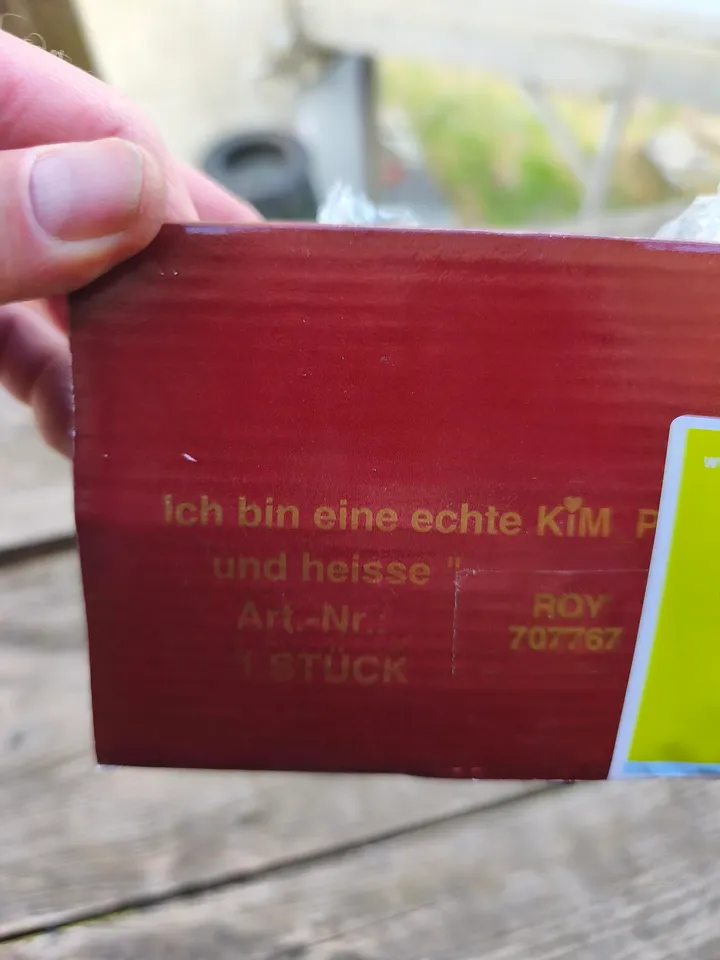 ich bin eine echte KiM P
und heisse "
Art.-Nr.:
ROY
707767
1 STÜCK